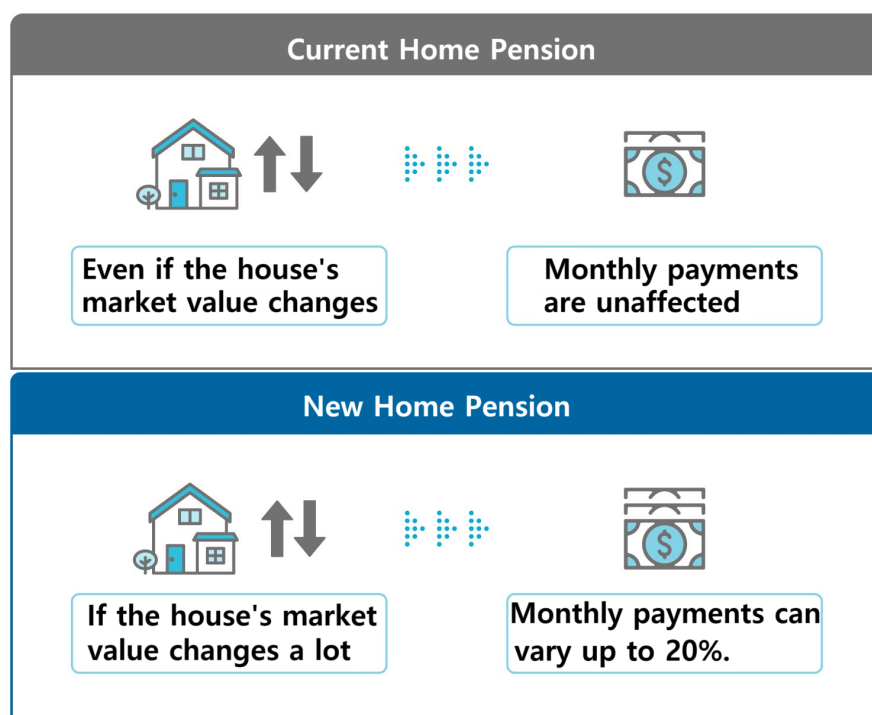 Current Home Pension
Even if the house's
market value changes
Monthly payments
are unaffected
New Home Pension
If the house's market
value changes a lot
Monthly payments can
vary up to 20%.